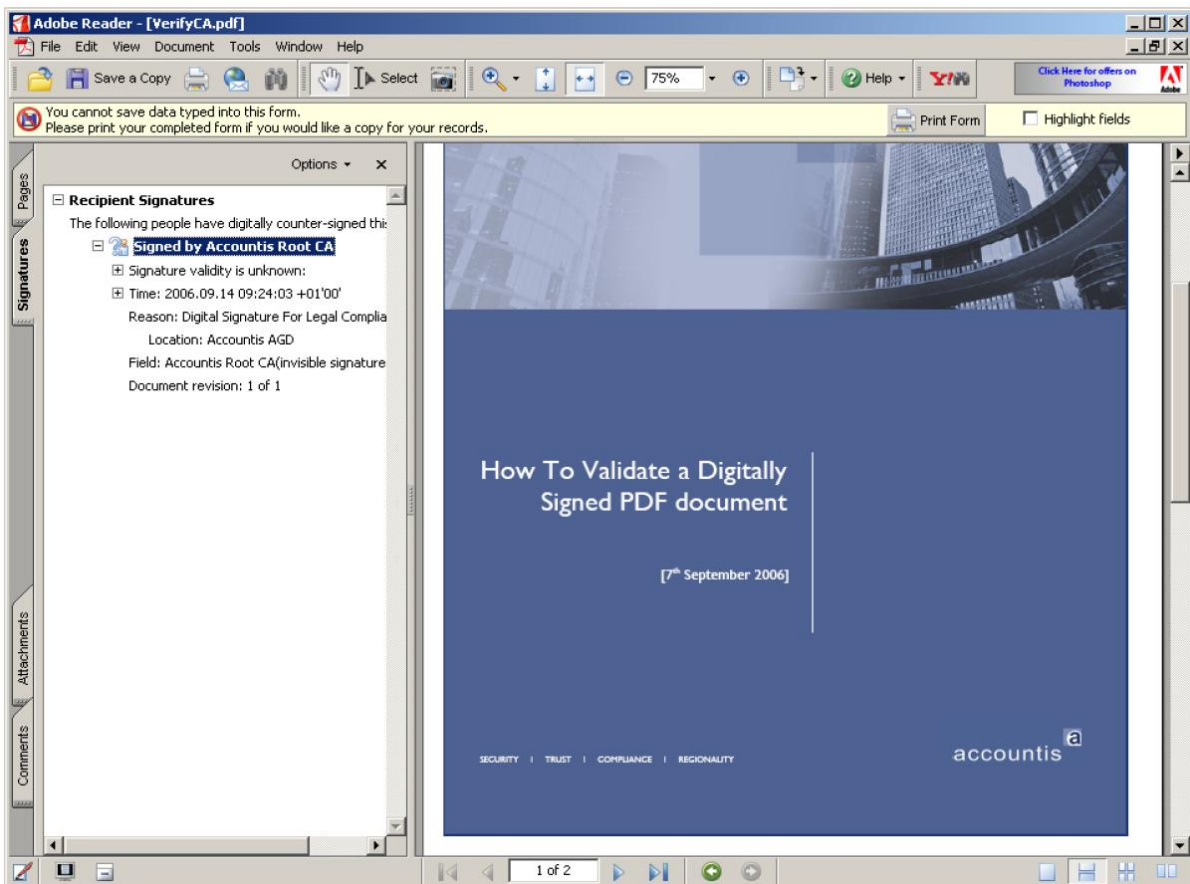 Adobe Reader - [VerifyCA.pdf]
File Edit View Document Tools Window Help
Save a Copy Select 75% Help Y! Click Here for offers on
Photoshop
Adobe
You cannot save data typed into this form.
Please print your completed form if you would like a copy for your records.
Print Form Highlight fields
Pages
Signatures
Attachments
Comments
Options
Recipient Signatures
The following people have digitally counter-signed this
Signed by Accountis Root CA
Signature validity is unknown:
Time: 2006.09.14 09:24:03 +01'00'
Reason: Digital Signature For Legal Complia
Location: Accountis AGD
Field: Accountis Root CA(invisible signature
Document revision: 1 of 1
How To Validate a Digitally
Signed PDF document
[7th September 2006]
SECURITY | TRUST | COMPLIANCE | REGIONALITY
accountis a
1 of 2